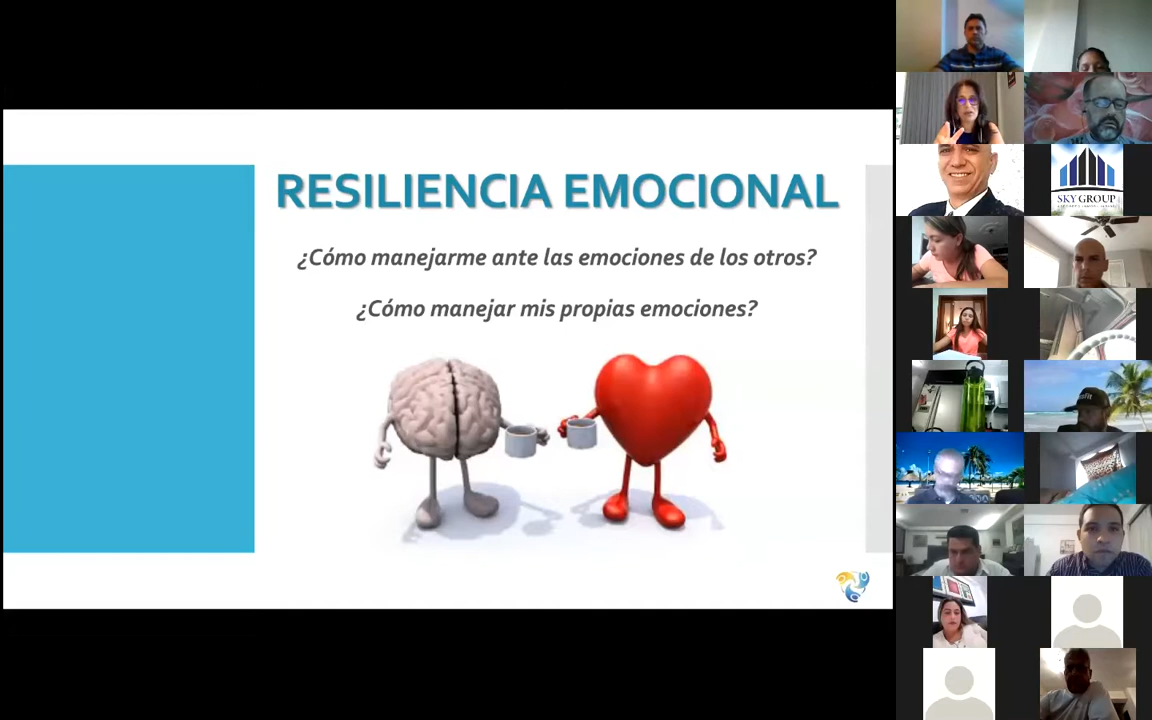 RESILIENCIA EMOCIONAL
¿Cómo manejarme ante las emociones de los otros?
¿Cómo manejar mis propias emociones?
SKY GROUP